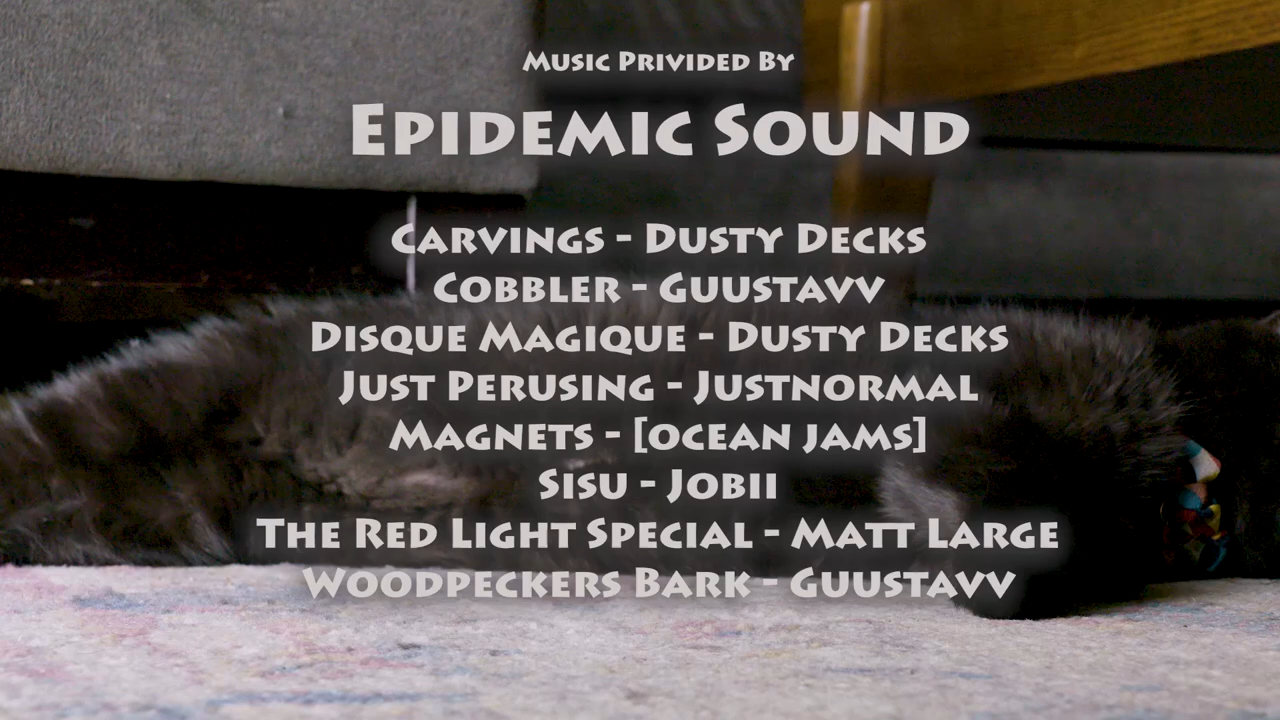 Music Privided By
Epidemic Sound
Carvings - Dusty Decks
Cobbler - Guustavv
Disque Magique - Dusty Decks
Just Perusing - Justnormal
Magnets - [ocean jams]
Sisu - Jobii
The Red Light Special - Matt Large
Woodpeckers Bark - Guustavv